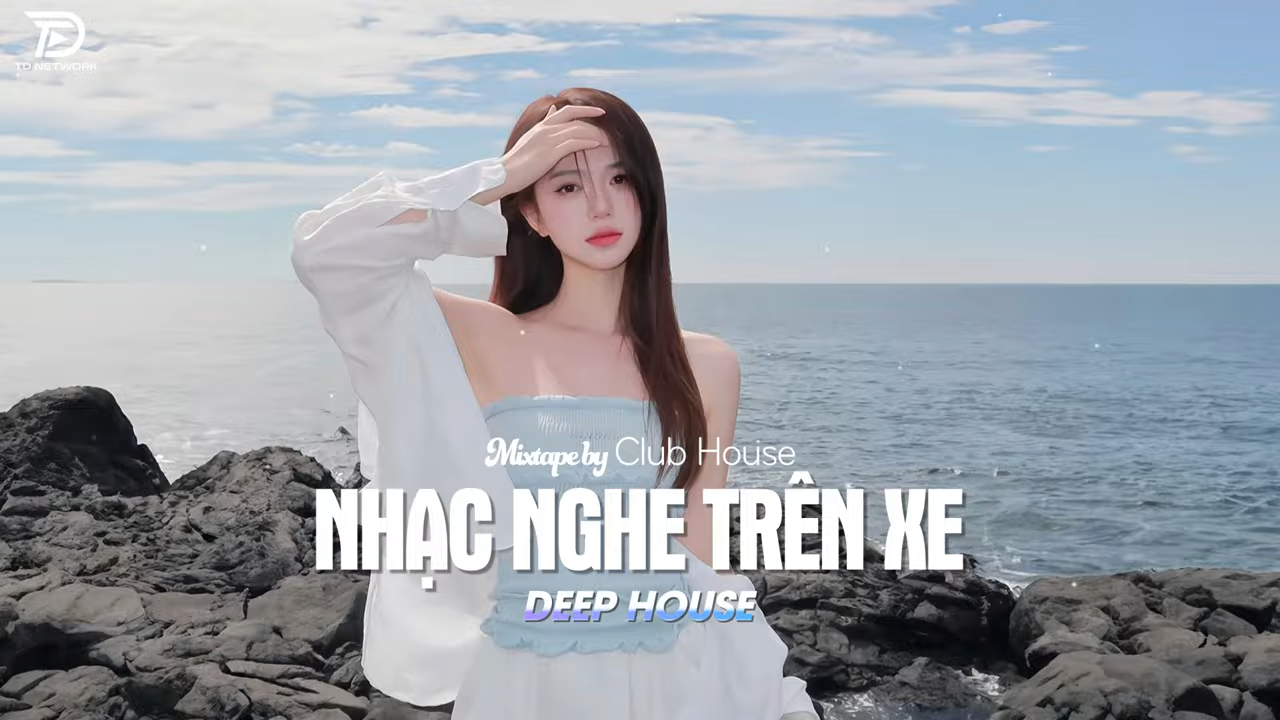 TD NETWORK
Mixtape by Club House
NHẠC NGHE TRÊN XE
DEEP HOUSE